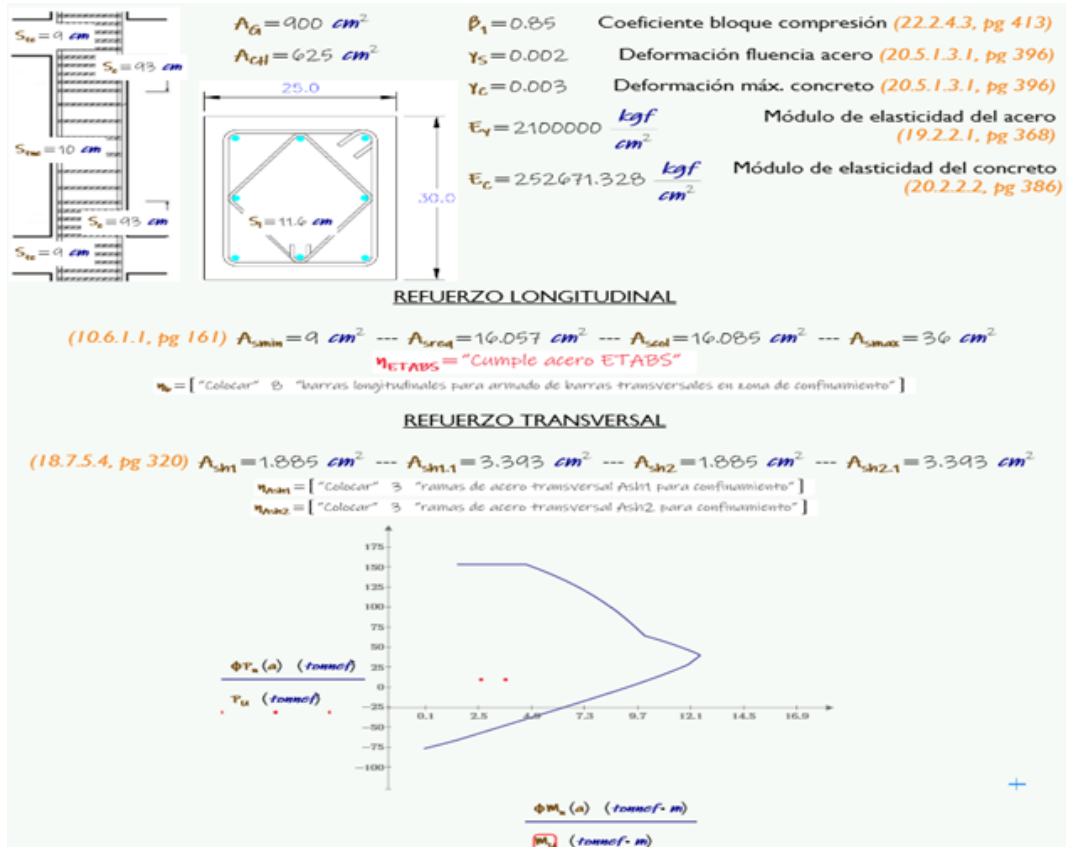 S_te = 9 cm
S_c = 93 cm
S_tmd = 10 cm
S_c = 93 cm
S_te = 9 cm
A_G = 900 cm²
A_CH = 625 cm²
25.0
30.0
S_1 = 11.6 cm
β_1 = 0.85 Coeficiente bloque compresión (22.2.4.3, pg 413)
γ_S = 0.002 Deformación fluencia acero (20.5.1.3.1, pg 396)
γ_C = 0.003 Deformación máx. concreto (20.5.1.3.1, pg 396)
E_Y = 2100000 kgf/cm² Módulo de elasticidad del acero
(19.2.2.1, pg 368)
E_C = 252671.328 kgf/cm² Módulo de elasticidad del concreto
(20.2.2.2, pg 386)
REFUERZO LONGITUDINAL
(10.6.1.1, pg 161) A_smin = 9 cm² --- A_sreq = 16.057 cm² --- A_scol = 16.085 cm² --- A_smax = 36 cm²
η_ETABS = "Cumple acero ETABS"
= ["Colocar" 8 "barras longitudinales para armado de barras transversales en zona de confinamiento"]
REFUERZO TRANSVERSAL
(18.7.5.4, pg 320) A_sh1 = 1.885 cm² --- A_sh1.1 = 3.393 cm² --- A_sh2 = 1.885 cm² --- A_sh2.1 = 3.393 cm²
η_Ash1 = ["Colocar" 3 "ramas de acero transversal Ash1 para confinamiento"]
η_Ash2 = ["Colocar" 3 "ramas de acero transversal Ash2 para confinamiento"]
175
150
125
100
75
50
25
0
-25
-50
-75
-100
0.1 2.5 4.9 7.3 9.7 12.1 14.5 16.9
ΦP_n (a) (tonnef)
P_u (tonnef)
ΦM_n (a) (tonnef·m)
M_u (tonnef·m)